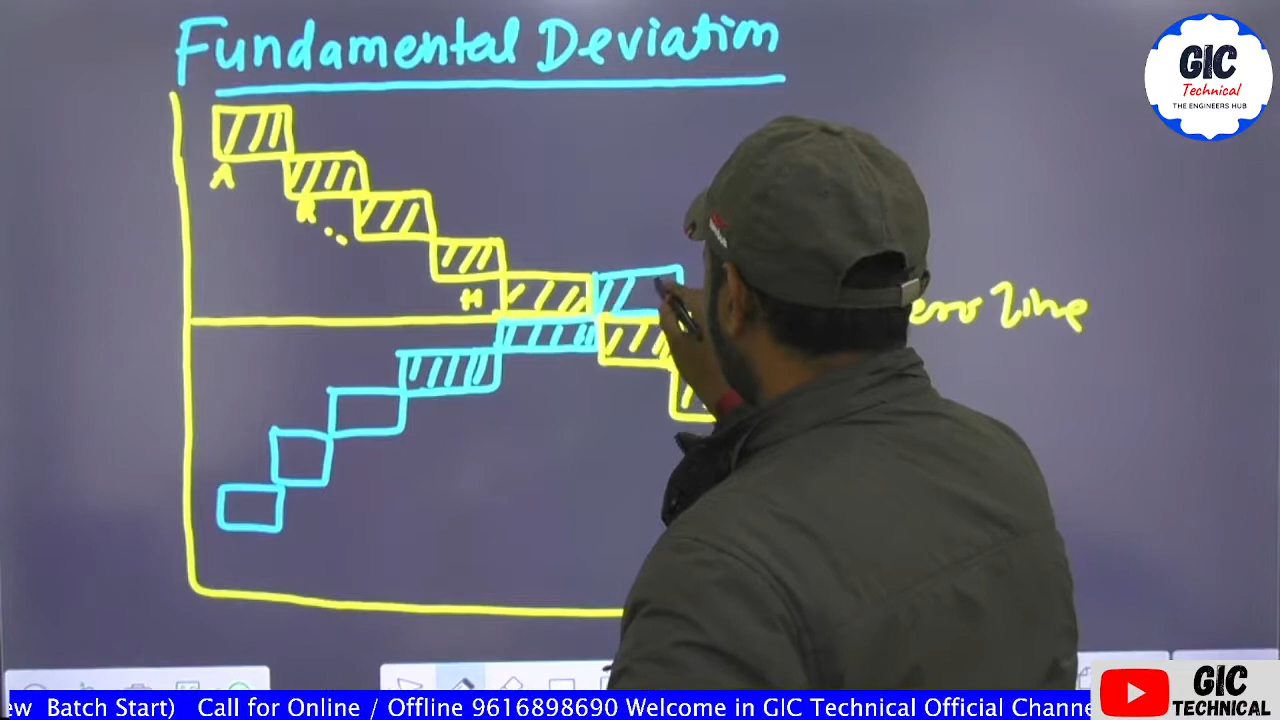 Fundamental Deviation
GIC
Technical
THE ENGINEERS HUB
A
H
Line
ew Batch Start) Call for Online / Offline 9616898690 Welcome in GIC Technical Official Channe
GIC
TECHNICAL